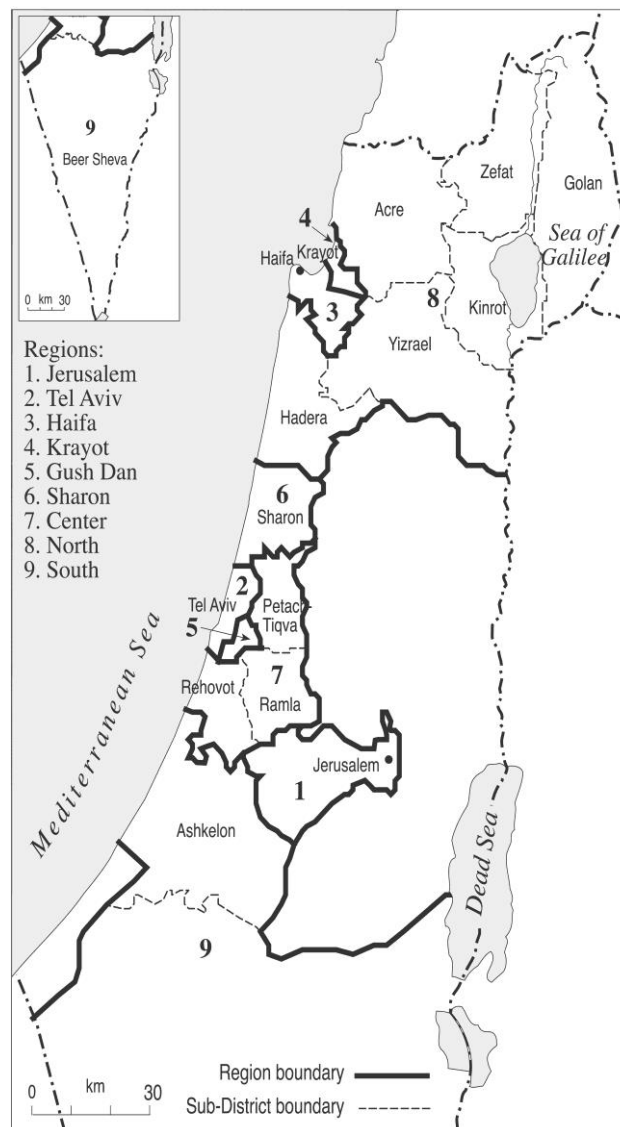 9
Beer Sheva
0 km 30
Zefat
Golan
Acre
4
Krayot
Haifa
Sea of
Galilee
8
Kinrot
3
Yizrael
Regions:
1. Jerusalem
2. Tel Aviv
3. Haifa
4. Krayot
5. Gush Dan
6. Sharon
7. Center
8. North
9. South
Hadera
6
Sharon
2
Tel Aviv
Petach-
Tiqva
5
7
Rehovot
Ramla
Mediterranean Sea
Jerusalem
1
Ashkelon
Dead Sea
9
Region boundary
Sub-District boundary
0 km 30